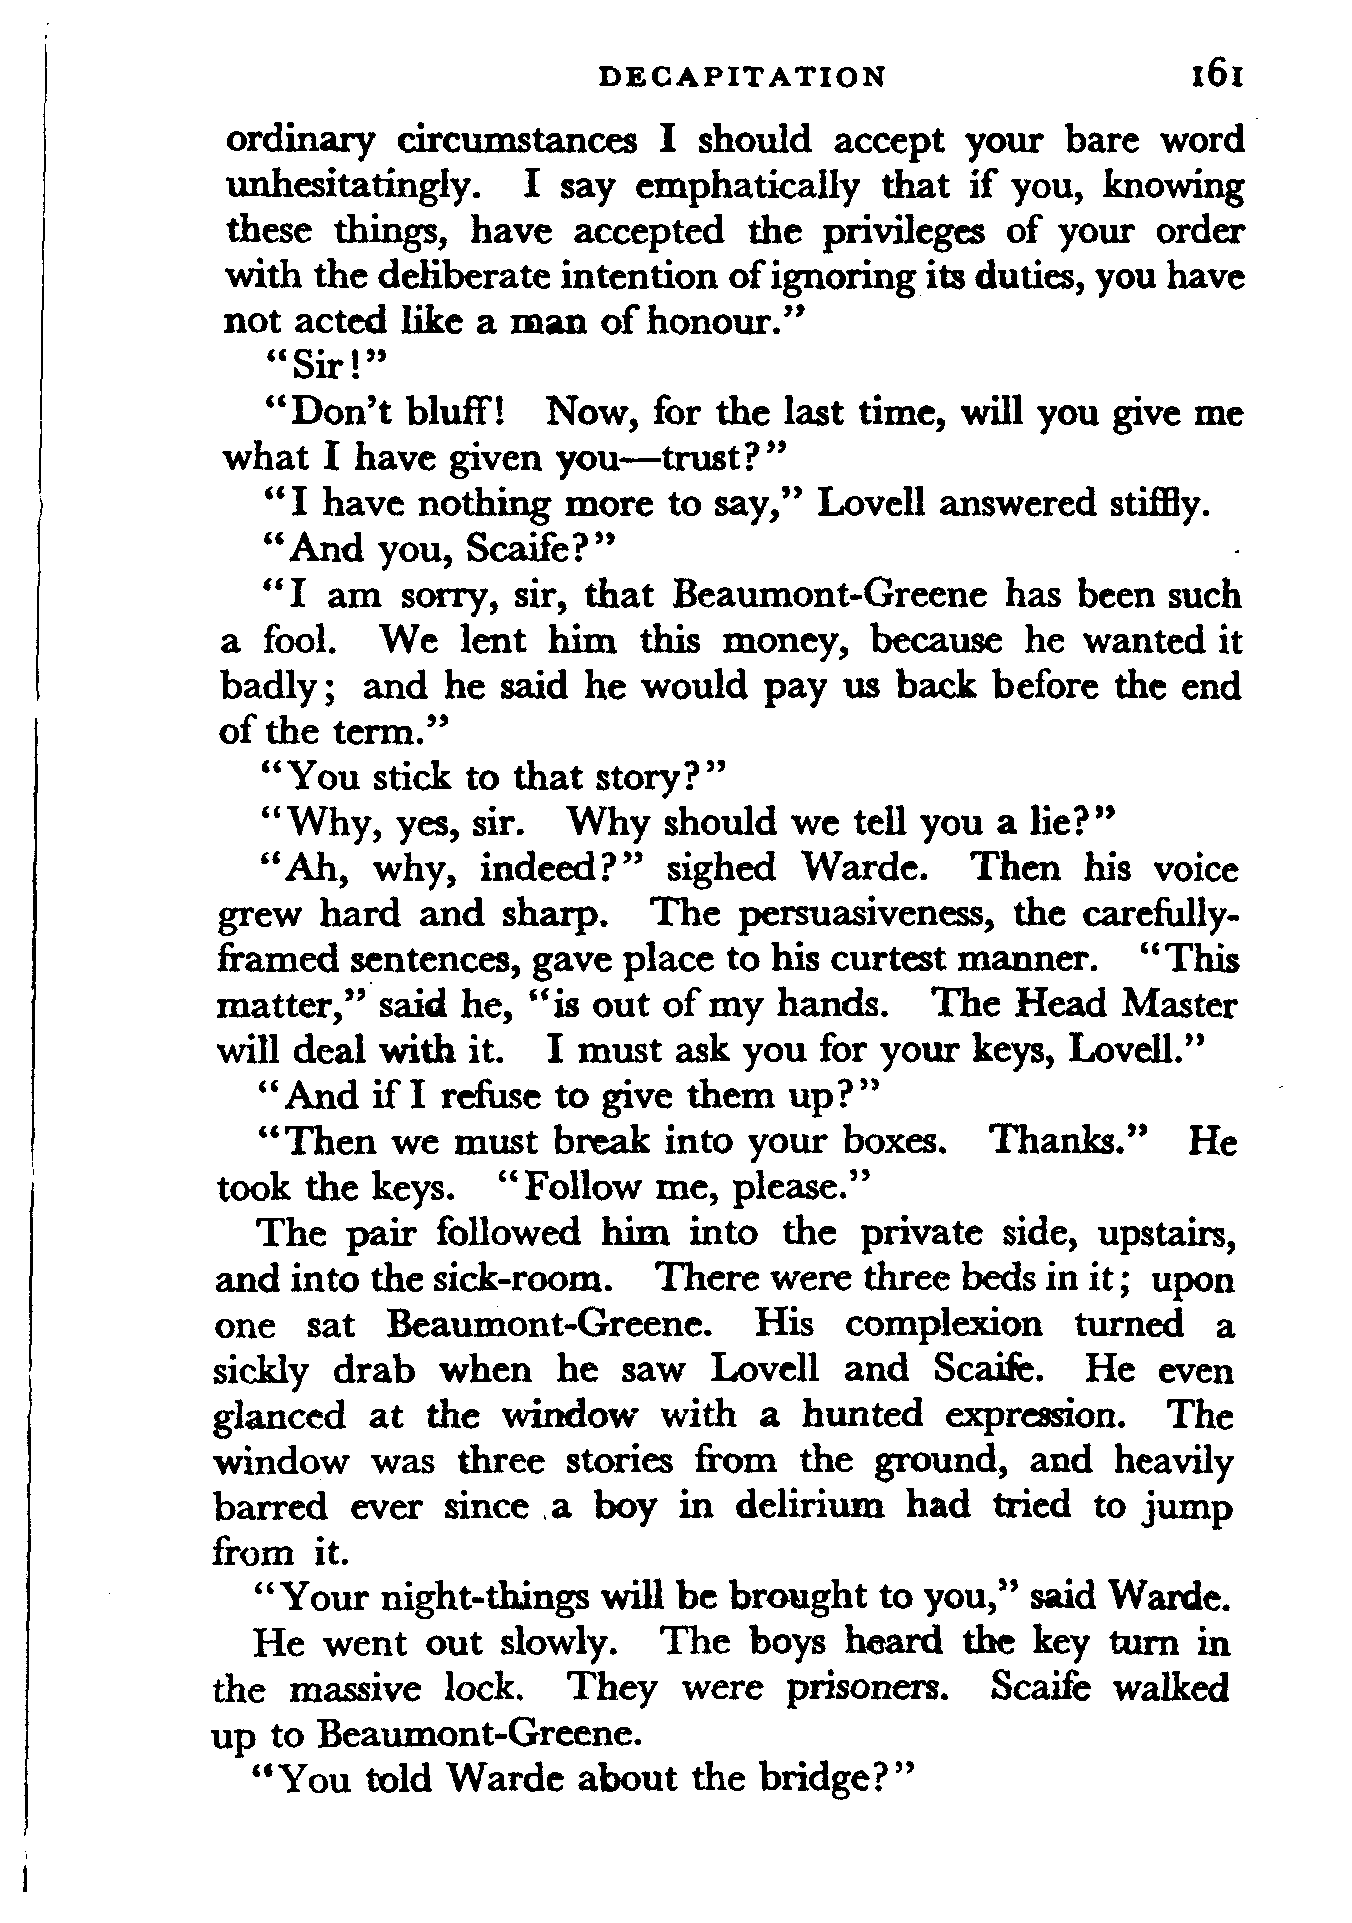 DECAPITATION 161
ordinary circumstances I should accept your bare word
unhesitatingly. I say emphatically that if you, knowing
these things, have accepted the privileges of your order
with the deliberate intention of ignoring its duties, you have
not acted like a man of honour."
"Sir!"
"Don't bluff! Now, for the last time, will you give me
what I have given you—trust?"
"I have nothing more to say," Lovell answered stiffly.
"And you, Scaife?"
"I am sorry, sir, that Beaumont-Greene has been such
a fool. We lent him this money, because he wanted it
badly; and he said he would pay us back before the end
of the term."
"You stick to that story?"
"Why, yes, sir. Why should we tell you a lie?"
"Ah, why, indeed?" sighed Warde. Then his voice
grew hard and sharp. The persuasiveness, the carefully-
framed sentences, gave place to his curtest manner. "This
matter," said he, "is out of my hands. The Head Master
will deal with it. I must ask you for your keys, Lovell."
"And if I refuse to give them up?"
"Then we must break into your boxes. Thanks." He
took the keys. "Follow me, please."
The pair followed him into the private side, upstairs,
and into the sick-room. There were three beds in it; upon
one sat Beaumont-Greene. His complexion turned a
sickly drab when he saw Lovell and Scaife. He even
glanced at the window with a hunted expression. The
window was three stories from the ground, and heavily
barred ever since a boy in delirium had tried to jump
from it.
"Your night-things will be brought to you," said Warde.
He went out slowly. The boys heard the key turn in
the massive lock. They were prisoners. Scaife walked
up to Beaumont-Greene.
"You told Warde about the bridge?"